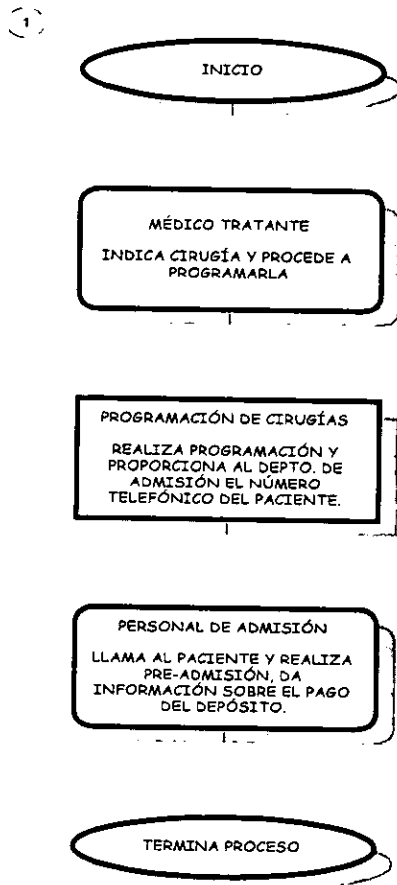 1
INICIO
MÉDICO TRATANTE
INDICA CIRUGÍA Y PROCEDE A
PROGRAMARLA
PROGRAMACIÓN DE CIRUGÍAS
REALIZA PROGRAMACIÓN Y
PROPORCIONA AL DEPTO. DE
ADMISIÓN EL NÚMERO
TELEFÓNICO DEL PACIENTE.
PERSONAL DE ADMISIÓN
LLAMA AL PACIENTE Y REALIZA
PRE-ADMISIÓN, DA
INFORMACIÓN SOBRE EL PAGO
DEL DEPÓSITO.
TERMINA PROCESO